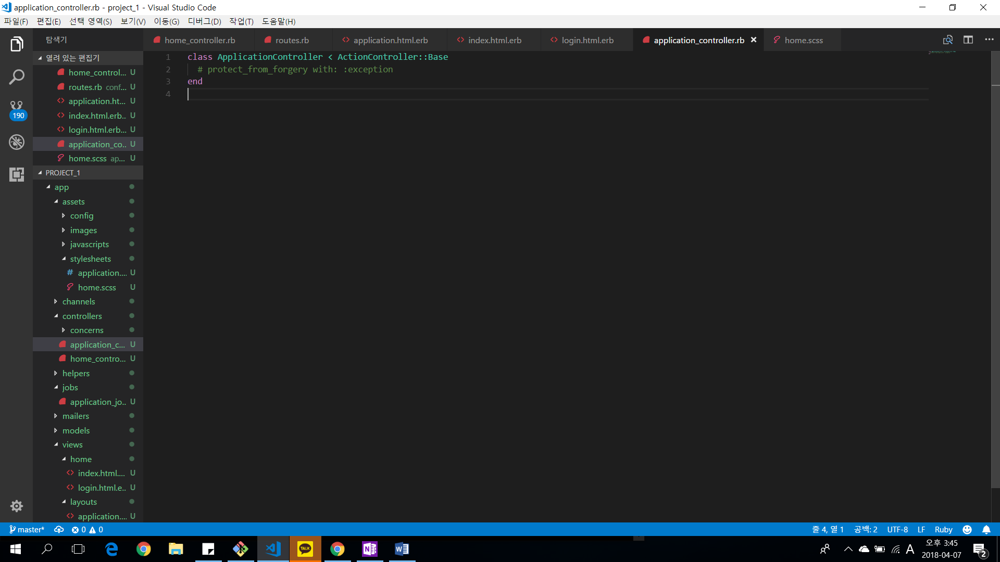 application_controller.rb - project_1 - Visual Studio Code
파일(F) 편집(E) 선택 영역(S) 보기(V) 이동(G) 디버그(D) 작업(T) 도움말(H)
탐색기
home_controller.rb routes.rb application.html.erb index.html.erb login.html.erb application_controller.rb home.scss
열려 있는 편집기
home_control... U
routes.rb conf... U
application.ht... U
index.html.erb.. U
login.html.erb... U
application_co.. U
home.scss ap... U
190
PROJECT_1
app
assets
config
images
javascripts
stylesheets
# application.... U
home.scss U
channels
controllers
concerns
application_c... U
home_contro... U
helpers
jobs
application_jo.. U
mailers
models
views
home
index.html.... U
login.html.e.. U
layouts
application.... U
1 class ApplicationController < ActionController::Base
2 # protect_from_forgery with: :exception
3 end
4
master* 0 0 줄 4, 열 1 공백: 2 UTF-8 LF Ruby
TALK
A
오후 3:45
2018-04-07
2